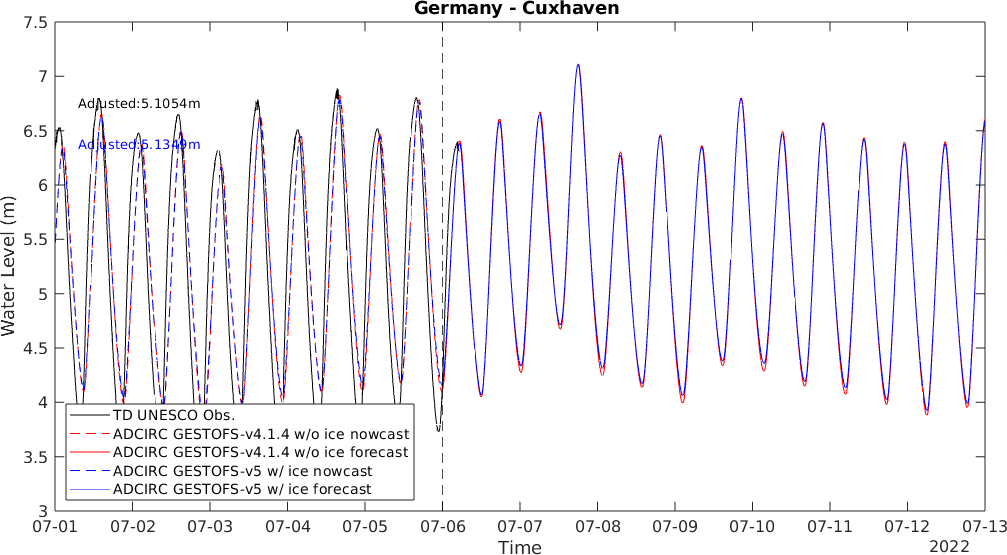 Germany - Cuxhaven
7.5
7
6.5
6
5.5
5
4.5
4
3.5
3
Water Level (m)
Adjusted:5.1054m
Adjusted:5.1349m
TD UNESCO Obs.
ADCIRC GESTOFS-v4.1.4 w/o ice nowcast
ADCIRC GESTOFS-v4.1.4 w/o ice forecast
ADCIRC GESTOFS-v5 w/ ice nowcast
ADCIRC GESTOFS-v5 w/ ice forecast
07-01 07-02 07-03 07-04 07-05 07-06 07-07 07-08 07-09 07-10 07-11 07-12 07-13
Time
2022